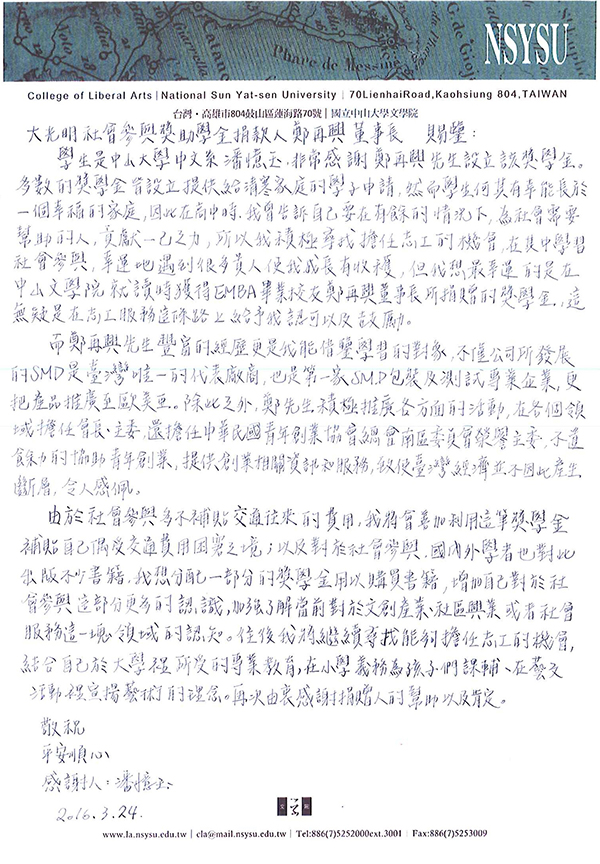 NSYSU
College of Liberal Arts | National Sun Yat-sen University | 70LienhaiRoad,Kaohsiung 804,TAIWAN
台灣・高雄市804鼓山區蓮海路70號 | 國立中山大學文學院
大光明社會參與獎助學金捐款人鄭再興董事長 賜鑒:
學生是中山大學中文系潘憶玉,非常感謝鄭再興先生設立該獎學金。
多數的獎學金皆設立提供給清寒家庭的學子申請,然而學生何其有幸能長於
一個幸福的家庭,因此在高中時,我曾告訴自己要在有餘的情況下,為社會需要
幫助的人,貢獻一己之力,所以我積極尋找擔任志工的機會,在其中學習
社會參與,幸運地遇到很多貴人使我成長有收穫,但我想最幸運的是在
中山文學院就讀時獲得EMBA畢業校友鄭再興董事長所捐贈的獎學金,這
無疑是在志工服務這條路上給予我認可以及鼓勵。
而鄭再興先生豐富的經歷更是我能借鑒學習的對象,不僅公司所發展
的SMD是臺灣唯一的代表廠商,也是第一家SMD包裝及測試專業企業,更
把產品推廣至歐美亞。除此之外,鄭先生積極推廣各方面的活動,在各個領
域擔任會長、主委,還擔任中華民國青年創業協會總會南區委員會榮譽主委,不遺
餘力的協助青年創業,提供創業相關資訊和服務,致使臺灣經濟並不因此產生
斷層,令人感佩。
由於社會參與多不補貼交通往來的費用,我將會善加利用這筆獎學金
補貼自己偶受交通費用困窘之境;以及對於社會參與,國內外學者也對此
出版不少書籍,我想分配一部分的獎學金用以購買書籍,增加自己對於社
會參與這部分更多的認識,加強了解當前對於文創產業、社區興業或者社會
服務這一塊領域的認知。往後我將繼續尋找能夠擔任志工的機會,
結合自己於大學裡所受的專業教育,在小學義務為孩子們課輔、在藝文
活動裡宣揚藝術的理念。再次由衷感謝捐贈人的幫助以及肯定。
敬祝
平安順心
感謝人:潘憶玉
2016.3.24.
www.la.nsysu.edu.tw | cla@mail.nsysu.edu.tw | Tel:886(7)5252000ext.3001 | Fax:886(7)5253009